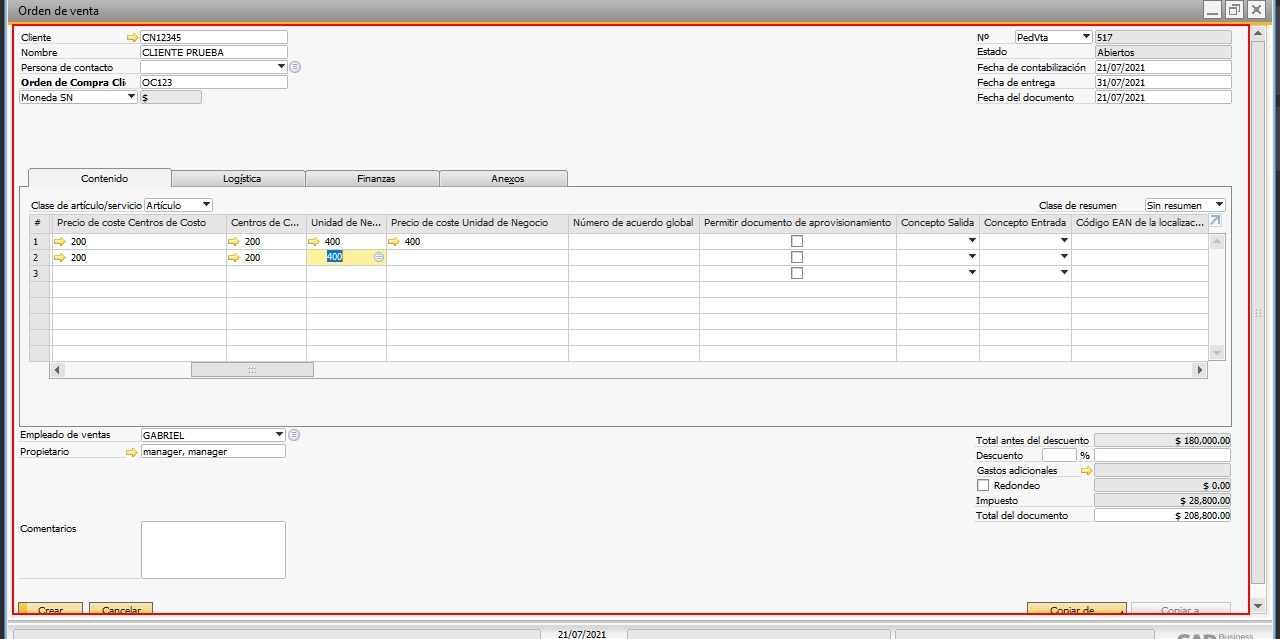 Orden de venta
Cliente CN12345 Nº PedVta 517
Nombre CLIENTE PRUEBA Estado Abiertos
Persona de contacto Fecha de contabilización 21/07/2021
Orden de Compra Cli OC123 Fecha de entrega 31/07/2021
Moneda SN $ Fecha del documento 21/07/2021
Contenido Logística Finanzas Anexos
Clase de artículo/servicio Artículo Clase de resumen Sin resumen
# Precio de coste Centros de Costo Centros de C... Unidad de Ne... Precio de coste Unidad de Negocio Número de acuerdo global Permitir documento de aprovisionamiento Concepto Salida Concepto Entrada Código EAN de la localizac...
1 200 200 400 400
2 200 200 400
3
Empleado de ventas GABRIEL Total antes del descuento $ 180,000.00
Propietario manager, manager Descuento %
Gastos adicionales
Redondeo $ 0.00
Impuesto $ 28,800.00
Comentarios Total del documento $ 208,800.00
Crear Cancelar Copiar de Copiar a
21/07/2021 Business